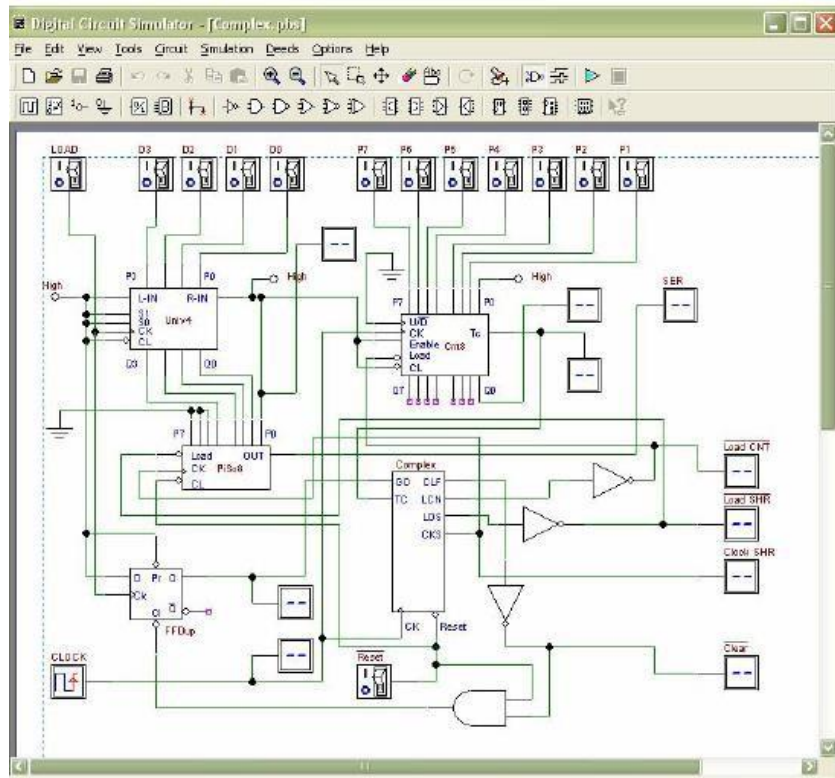 Digital Circuit Simulator - [Complex.pbs]
File Edit View Tools Circuit Simulation Deeds Options Help
LOAD D3 D2 D1 D0 P7 P6 P5 P4 P3 P2 P1
High P3 P0 High High SER
L-IN R-IN
S1
S0 Univ4
CK
CL
Q3 Q0
P7 P0
U/D Tc
CK
Enable Cnt8
Load
CL
Q7 Q0
P7 P0
Load OUT
CK PiSo8
CL
Complex
GO CLF
TC LCN
LDS
CKS
CK Reset
Load CNT
Load SHR
Clock SHR
Clear
D Pr Q
Ck Q
Cl
FFDup
CLOCK
Reset